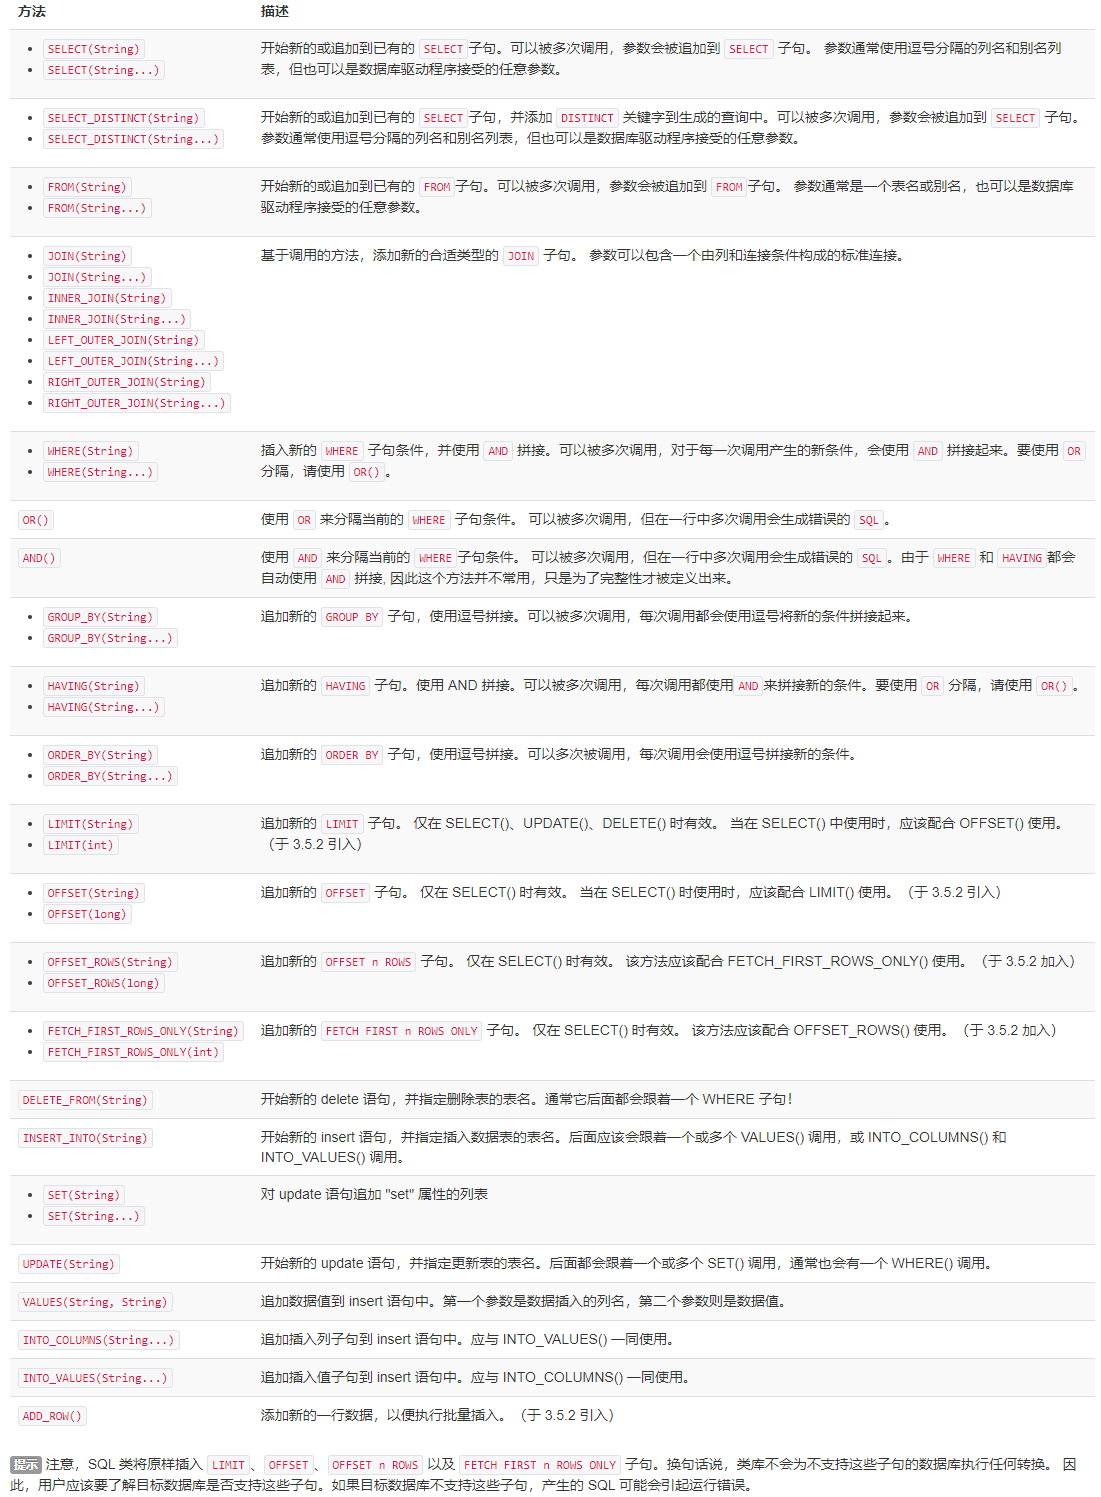 方法 描述
SELECT(String)
SELECT(String...)
开始新的或追加到已有的 SELECT子句。可以被多次调用，参数会被追加到 SELECT 子句。 参数通常使用逗号分隔的列名和别名列
表，但也可以是数据库驱动程序接受的任意参数。
SELECT_DISTINCT(String)
SELECT_DISTINCT(String...)
开始新的或追加到已有的 SELECT子句，并添加 DISTINCT 关键字到生成的查询中。可以被多次调用，参数会被追加到 SELECT 子句。
参数通常使用逗号分隔的列名和别名列表，但也可以是数据库驱动程序接受的任意参数。
FROM(String)
FROM(String...)
开始新的或追加到已有的 FROM子句。可以被多次调用，参数会被追加到 FROM子句。 参数通常是一个表名或别名，也可以是数据库
驱动程序接受的任意参数。
JOIN(String)
JOIN(String...)
INNER_JOIN(String)
INNER_JOIN(String...)
LEFT_OUTER_JOIN(String)
LEFT_OUTER_JOIN(String...)
RIGHT_OUTER_JOIN(String)
RIGHT_OUTER_JOIN(String...)
基于调用的方法，添加新的合适类型的 JOIN 子句。 参数可以包含一个由列和连接条件构成的标准连接。
WHERE(String)
WHERE(String...)
插入新的 WHERE 子句条件，并使用 AND 拼接。可以被多次调用，对于每一次调用产生的新条件，会使用 AND 拼接起来。要使用 OR
分隔，请使用 OR()。
OR()
使用 OR 来分隔当前的 WHERE 子句条件。 可以被多次调用，但在一行中多次调用会生成错误的 SQL。
AND()
使用 AND 来分隔当前的 WHERE子句条件。 可以被多次调用，但在一行中多次调用会生成错误的 SQL。由于 WHERE 和 HAVING都会
自动使用 AND 拼接, 因此这个方法并不常用，只是为了完整性才被定义出来。
GROUP_BY(String)
GROUP_BY(String...)
追加新的 GROUP BY 子句，使用逗号拼接。可以被多次调用，每次调用都会使用逗号将新的条件拼接起来。
HAVING(String)
HAVING(String...)
追加新的 HAVING 子句。使用 AND 拼接。可以被多次调用，每次调用都使用AND来拼接新的条件。要使用 OR 分隔，请使用 OR()。
ORDER_BY(String)
ORDER_BY(String...)
追加新的 ORDER BY 子句，使用逗号拼接。可以多次被调用，每次调用会使用逗号拼接新的条件。
LIMIT(String)
LIMIT(int)
追加新的 LIMIT 子句。 仅在 SELECT()、UPDATE()、DELETE() 时有效。 当在 SELECT() 中使用时，应该配合 OFFSET() 使用。
（于 3.5.2 引入）
OFFSET(String)
OFFSET(long)
追加新的 OFFSET 子句。 仅在 SELECT() 时有效。 当在 SELECT() 时使用时，应该配合 LIMIT() 使用。（于 3.5.2 引入）
OFFSET_ROWS(String)
OFFSET_ROWS(long)
追加新的 OFFSET n ROWS 子句。 仅在 SELECT() 时有效。 该方法应该配合 FETCH_FIRST_ROWS_ONLY() 使用。（于 3.5.2 加入）
FETCH_FIRST_ROWS_ONLY(String)
FETCH_FIRST_ROWS_ONLY(int)
追加新的 FETCH FIRST n ROWS ONLY 子句。 仅在 SELECT() 时有效。 该方法应该配合 OFFSET_ROWS() 使用。（于 3.5.2 加入）
DELETE_FROM(String)
开始新的 delete 语句，并指定删除表的表名。通常它后面都会跟着一个 WHERE 子句！
INSERT_INTO(String)
开始新的 insert 语句，并指定插入数据表的表名。后面应该会跟着一个或多个 VALUES() 调用，或 INTO_COLUMNS() 和
INTO_VALUES() 调用。
SET(String)
SET(String...)
对 update 语句追加 "set" 属性的列表
UPDATE(String)
开始新的 update 语句，并指定更新表的表名。后面都会跟着一个或多个 SET() 调用，通常也会有一个 WHERE() 调用。
VALUES(String, String)
追加数据值到 insert 语句中。第一个参数是数据插入的列名，第二个参数则是数据值。
INTO_COLUMNS(String...)
追加插入列子句到 insert 语句中。应与 INTO_VALUES() 一同使用。
INTO_VALUES(String...)
追加插入值子句到 insert 语句中。应与 INTO_COLUMNS() 一同使用。
ADD_ROW()
添加新的一行数据，以便执行批量插入。（于 3.5.2 引入）
提示 注意，SQL 类将原样插入 LIMIT、OFFSET、OFFSET n ROWS 以及 FETCH FIRST n ROWS ONLY 子句。换句话说，类库不会为不支持这些子句的数据库执行任何转换。 因
此，用户应该要了解目标数据库是否支持这些子句。如果目标数据库不支持这些子句，产生的 SQL 可能会引起运行错误。